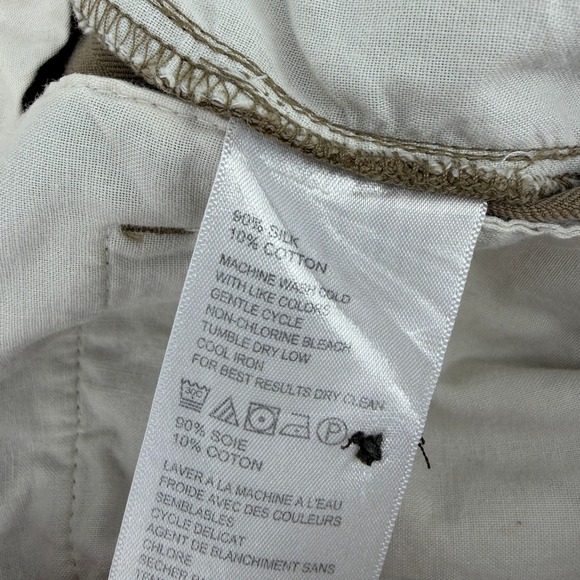 90% SILK
10% COTTON
MACHINE WASH COLD
WITH LIKE COLORS
GENTLE CYCLE
NON-CHLORINE BLEACH
TUMBLE DRY LOW
COOL IRON
FOR BEST RESULTS DRY CLEAN
30C
P
90% SOIE
10% COTON
LAVER A LA MACHINE A L'EAU
FROIDE AVEC DES COULEURS
SEMBLABLES
CYCLE DELICAT
AGENT DE BLANCHIMENT SANS
CHLORE